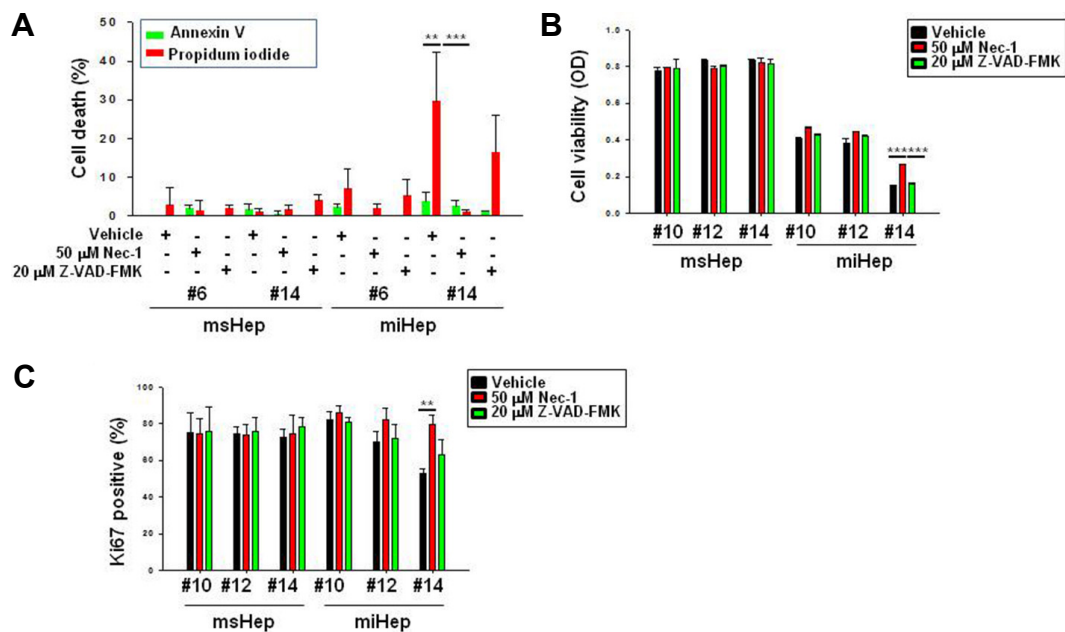 A
Annexin V
Propidum iodide
** ***
Cell death (%)
60
50
40
30
20
10
0
Vehicle + - - + - - + - - + - -
50 µM Nec-1 - + - - + - - + - - + -
20 µM Z-VAD-FMK - - + - - + - - + - - +
#6 #14 #6 #14
msHep miHep
B
Vehicle
50 µM Nec-1
20 µM Z-VAD-FMK
Cell viability (OD)
1.0
0.8
0.6
0.4
0.2
0.0
******
#10 #12 #14 #10 #12 #14
msHep miHep
C
Vehicle
50 µM Nec-1
20 µM Z-VAD-FMK
Ki67 positive (%)
100
80
60
40
20
0
**
#10 #12 #14 #10 #12 #14
msHep miHep